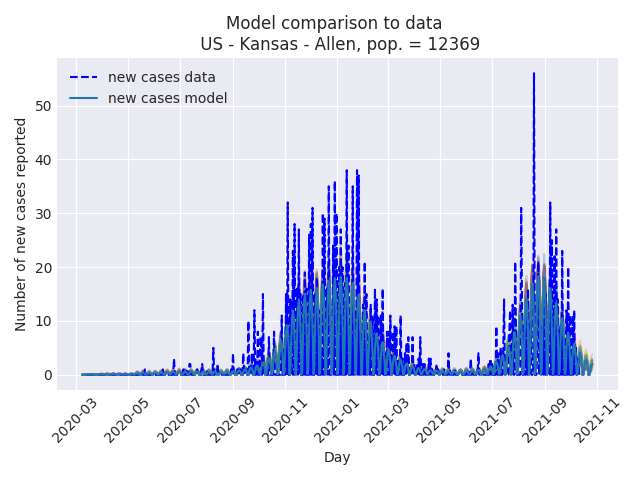 Model comparison to data
US - Kansas - Allen, pop. = 12369
new cases data
new cases model
Number of new cases reported
50
40
30
20
10
0
2020-03
2020-05
2020-07
2020-09
2020-11
2021-01
2021-03
2021-05
2021-07
2021-09
2021-11
Day